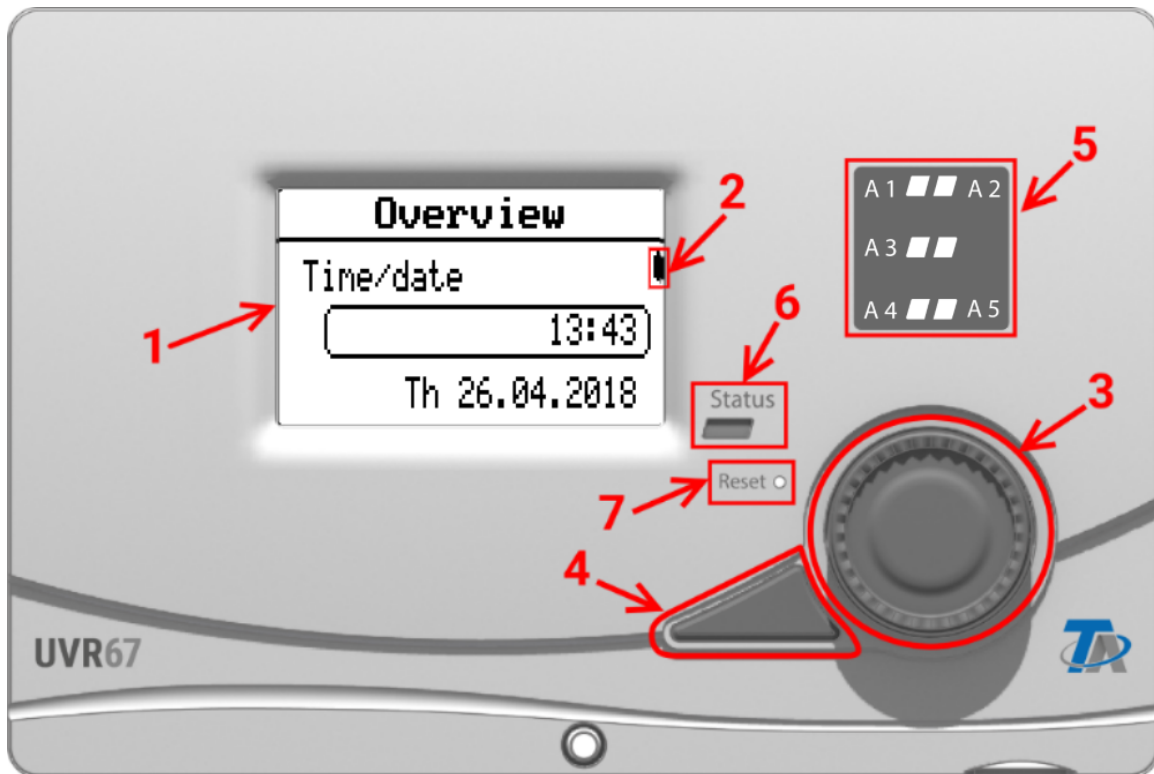 Overview
Time/date
13:43
Th 26.04.2018
1
2
A1 A2
A3
A4 A5
5
6
Status
3
Reset
7
4
UVR67
TA